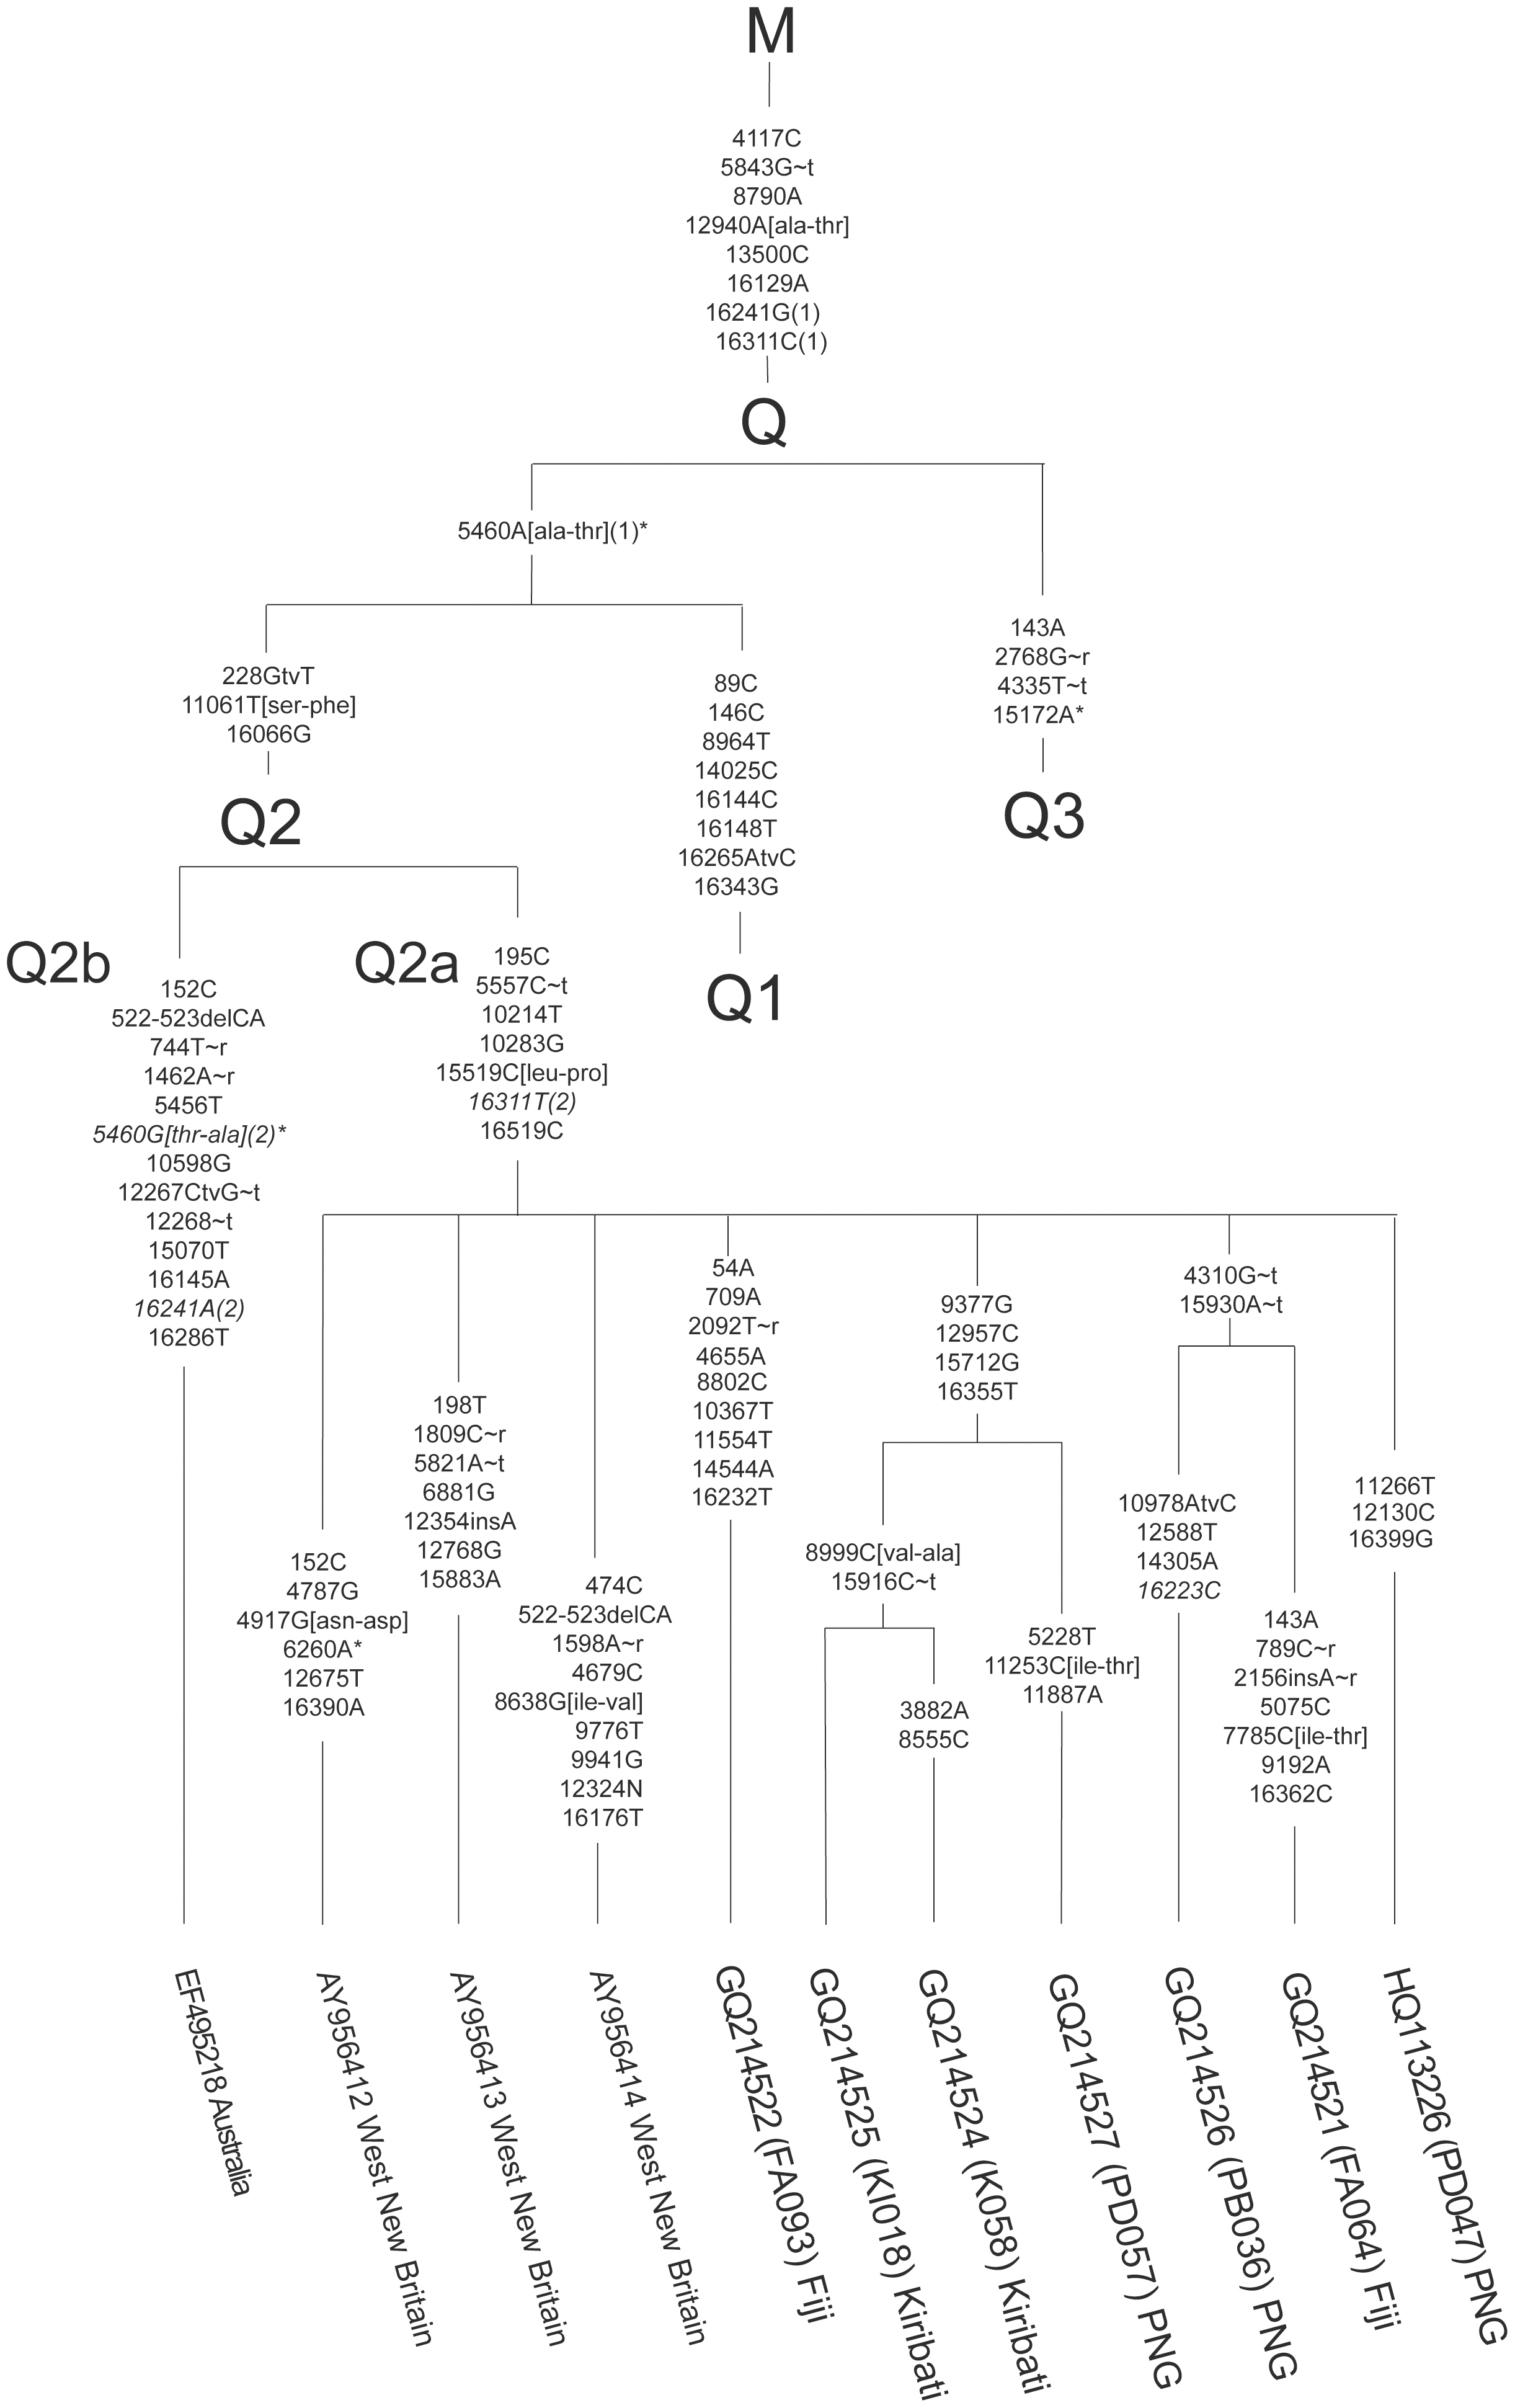 M
4117C
5843G~t
8790A
12940A[ala-thr]
13500C
16129A
16241G(1)
16311C(1)
Q
5460A[ala-thr](1)*
228GtvT
11061T[ser-phe]
16066G
Q2
89C
146C
8964T
14025C
16144C
16148T
16265AtvC
16343G
Q1
143A
2768G~r
4335T~t
15172A*
Q3
Q2b
152C
522-523delCA
744T~r
1462A~r
5456T
5460G[thr-ala](2)*
10598G
12267CtvG~t
12268~t
15070T
16145A
16241A(2)
16286T
Q2a
195C
5557C~t
10214T
10283G
15519C[leu-pro]
16311T(2)
16519C
152C
4787G
4917G[asn-asp]
6260A*
12675T
16390A
198T
1809C~r
5821A~t
6881G
12354insA
12768G
15883A
474C
522-523delCA
1598A~r
4679C
8638G[ile-val]
9776T
9941G
12324N
16176T
54A
709A
2092T~r
4655A
8802C
10367T
11554T
14544A
16232T
9377G
12957C
15712G
16355T
8999C[val-ala]
15916C~t
3882A
8555C
5228T
11253C[ile-thr]
11887A
4310G~t
15930A~t
10978AtvC
12588T
14305A
16223C
143A
789C~r
2156insA~r
5075C
7785C[ile-thr]
9192A
16362C
11266T
12130C
16399G
EF495218 Australia
AY956412 West New Britain
AY956413 West New Britain
AY956414 West New Britain
GQ214522 (FA093) Fiji
GQ214525 (KI018) Kiribati
GQ214524 (K058) Kiribati
GQ214527 (PD057) PNG
GQ214526 (PB036) PNG
GQ214521 (FA064) Fiji
HQ113226 (PD047) PNG